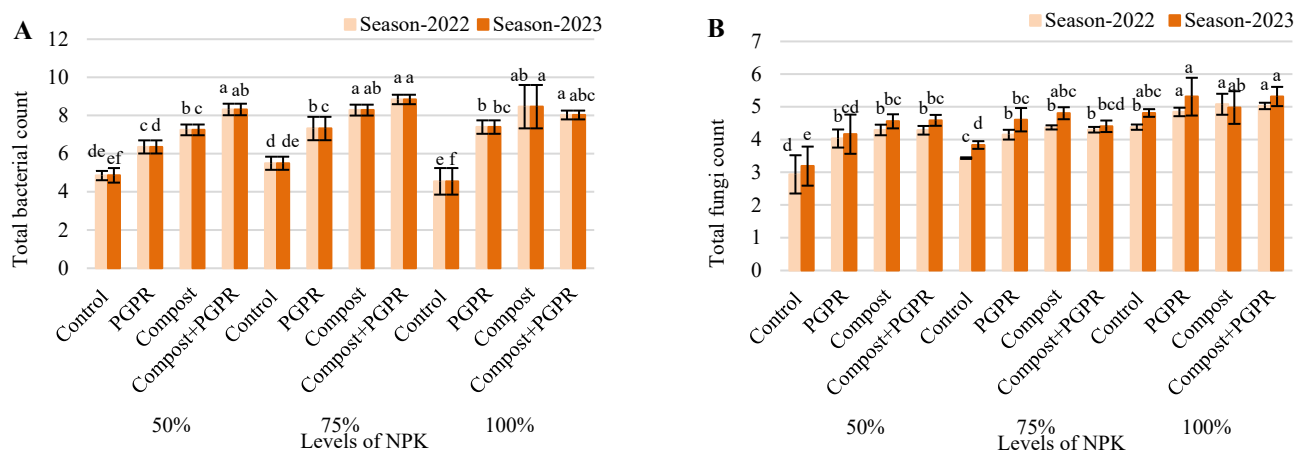 A
Season-2022 Season-2023
Total bacterial count
12
10
8
6
4
2
0
de ef c d b c a ab d de b c a ab a a e f b bc ab a a abc
Control PGPR Compost Compost+PGPR Control PGPR Compost Compost+PGPR Control PGPR Compost Compost+PGPR
50% 75% 100%
Levels of NPK
B
Season-2022 Season-2023
Total fungi count
7
6
5
4
3
2
1
0
d e b cd b bc b bc c d b bc b abc b bcd b abc a a a ab a a
Control PGPR Compost Compost+PGPR Control PGPR Compost Compost+PGPR Control PGPR Compost Compost+PGPR
50% 75% 100%
Levels of NPK